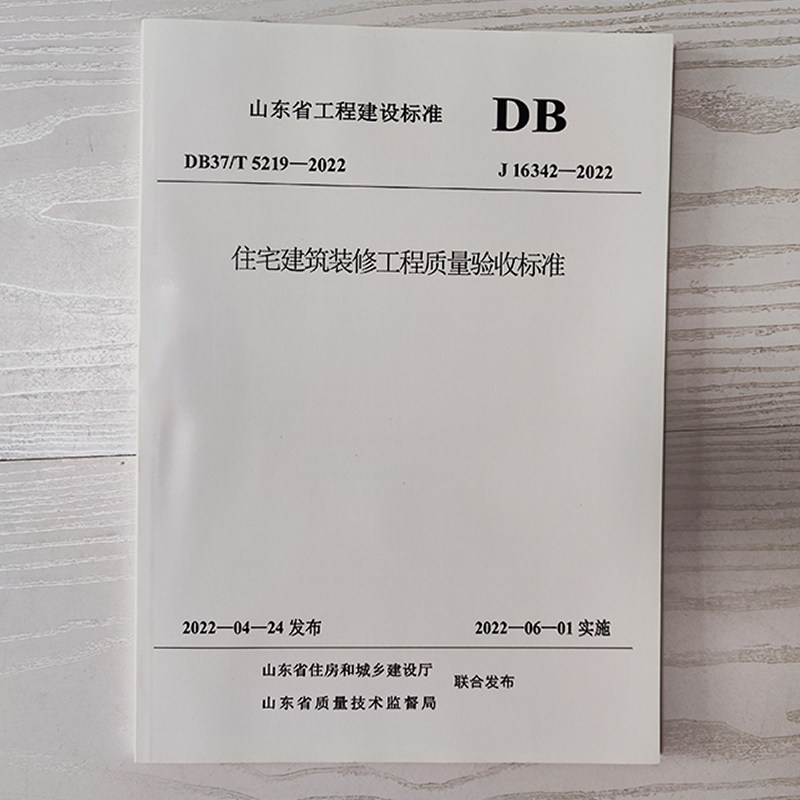 山东省工程建设标准 DB
DB37/T 5219—2022 J 16342—2022
住宅建筑装修工程质量验收标准
2022—04—24 发布 2022—06—01 实施
山东省住房和城乡建设厅
联合发布
山东省质量技术监督局